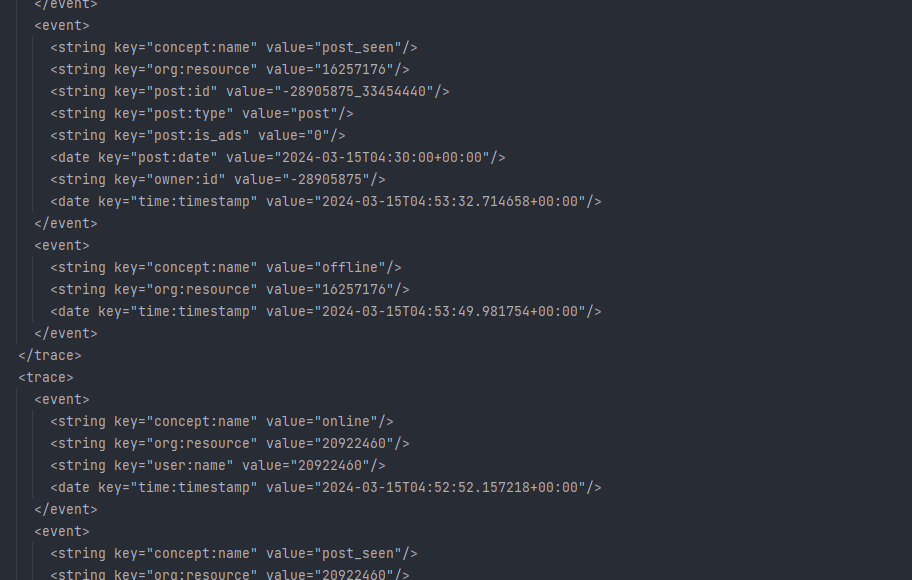 </event>
<event>
<string key="concept:name" value="post_seen"/>
<string key="org:resource" value="16257176"/>
<string key="post:id" value="-28905875_33454440"/>
<string key="post:type" value="post"/>
<string key="post:is_ads" value="0"/>
<date key="post:date" value="2024-03-15T04:30:00+00:00"/>
<string key="owner:id" value="-28905875"/>
<date key="time:timestamp" value="2024-03-15T04:53:32.714658+00:00"/>
</event>
<event>
<string key="concept:name" value="offline"/>
<string key="org:resource" value="16257176"/>
<date key="time:timestamp" value="2024-03-15T04:53:49.981754+00:00"/>
</event>
</trace>
<trace>
<event>
<string key="concept:name" value="online"/>
<string key="org:resource" value="20922460"/>
<string key="user:name" value="20922460"/>
<date key="time:timestamp" value="2024-03-15T04:52:52.157218+00:00"/>
</event>
<event>
<string key="concept:name" value="post_seen"/>
<string key="org:resource" value="20922460"/>